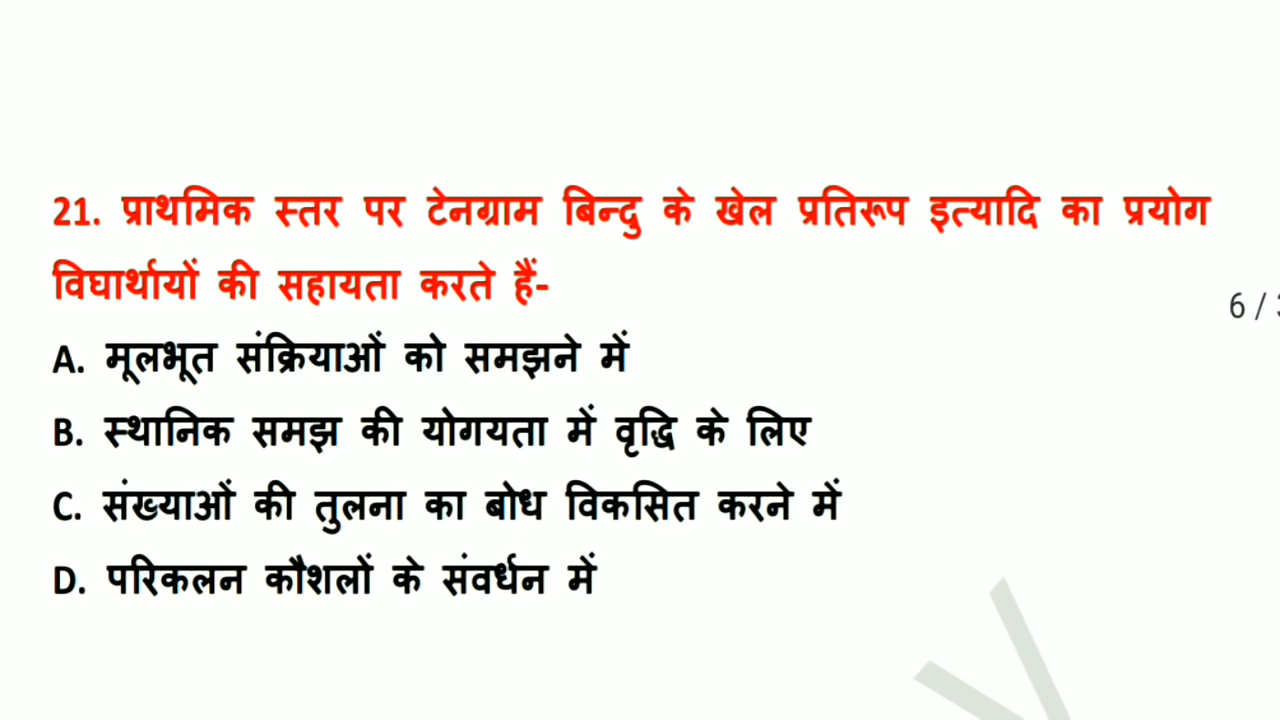 21. प्राथमिक स्तर पर टेनग्राम बिन्दु के खेल प्रतिरूप इत्यादि का प्रयोग
विघार्थायों की सहायता करते हैं-
6 / 3
A. मूलभूत संक्रियाओं को समझने में
B. स्थानिक समझ की योगयता में वृद्धि के लिए
C. संख्याओं की तुलना का बोध विकसित करने में
D. परिकलन कौशलों के संवर्धन में